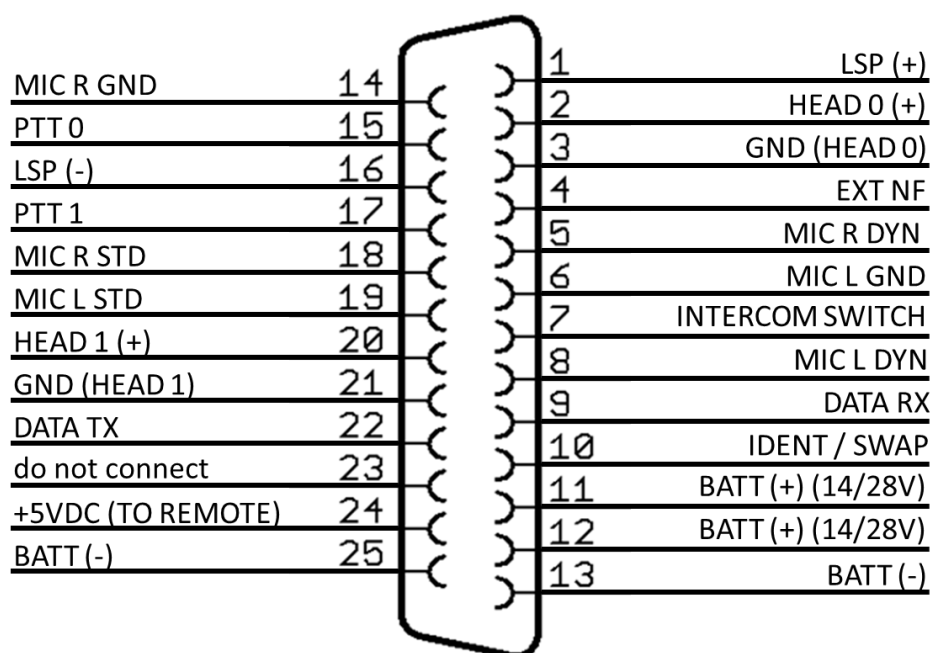 MIC R GND 14
PTT 0 15
LSP (-) 16
PTT 1 17
MIC R STD 18
MIC L STD 19
HEAD 1 (+) 20
GND (HEAD 1) 21
DATA TX 22
do not connect 23
+5VDC (TO REMOTE) 24
BATT (-) 25
1 LSP (+)
2 HEAD 0 (+)
3 GND (HEAD 0)
4 EXT NF
5 MIC R DYN
6 MIC L GND
7 INTERCOM SWITCH
8 MIC L DYN
9 DATA RX
10 IDENT / SWAP
11 BATT (+) (14/28V)
12 BATT (+) (14/28V)
13 BATT (-)